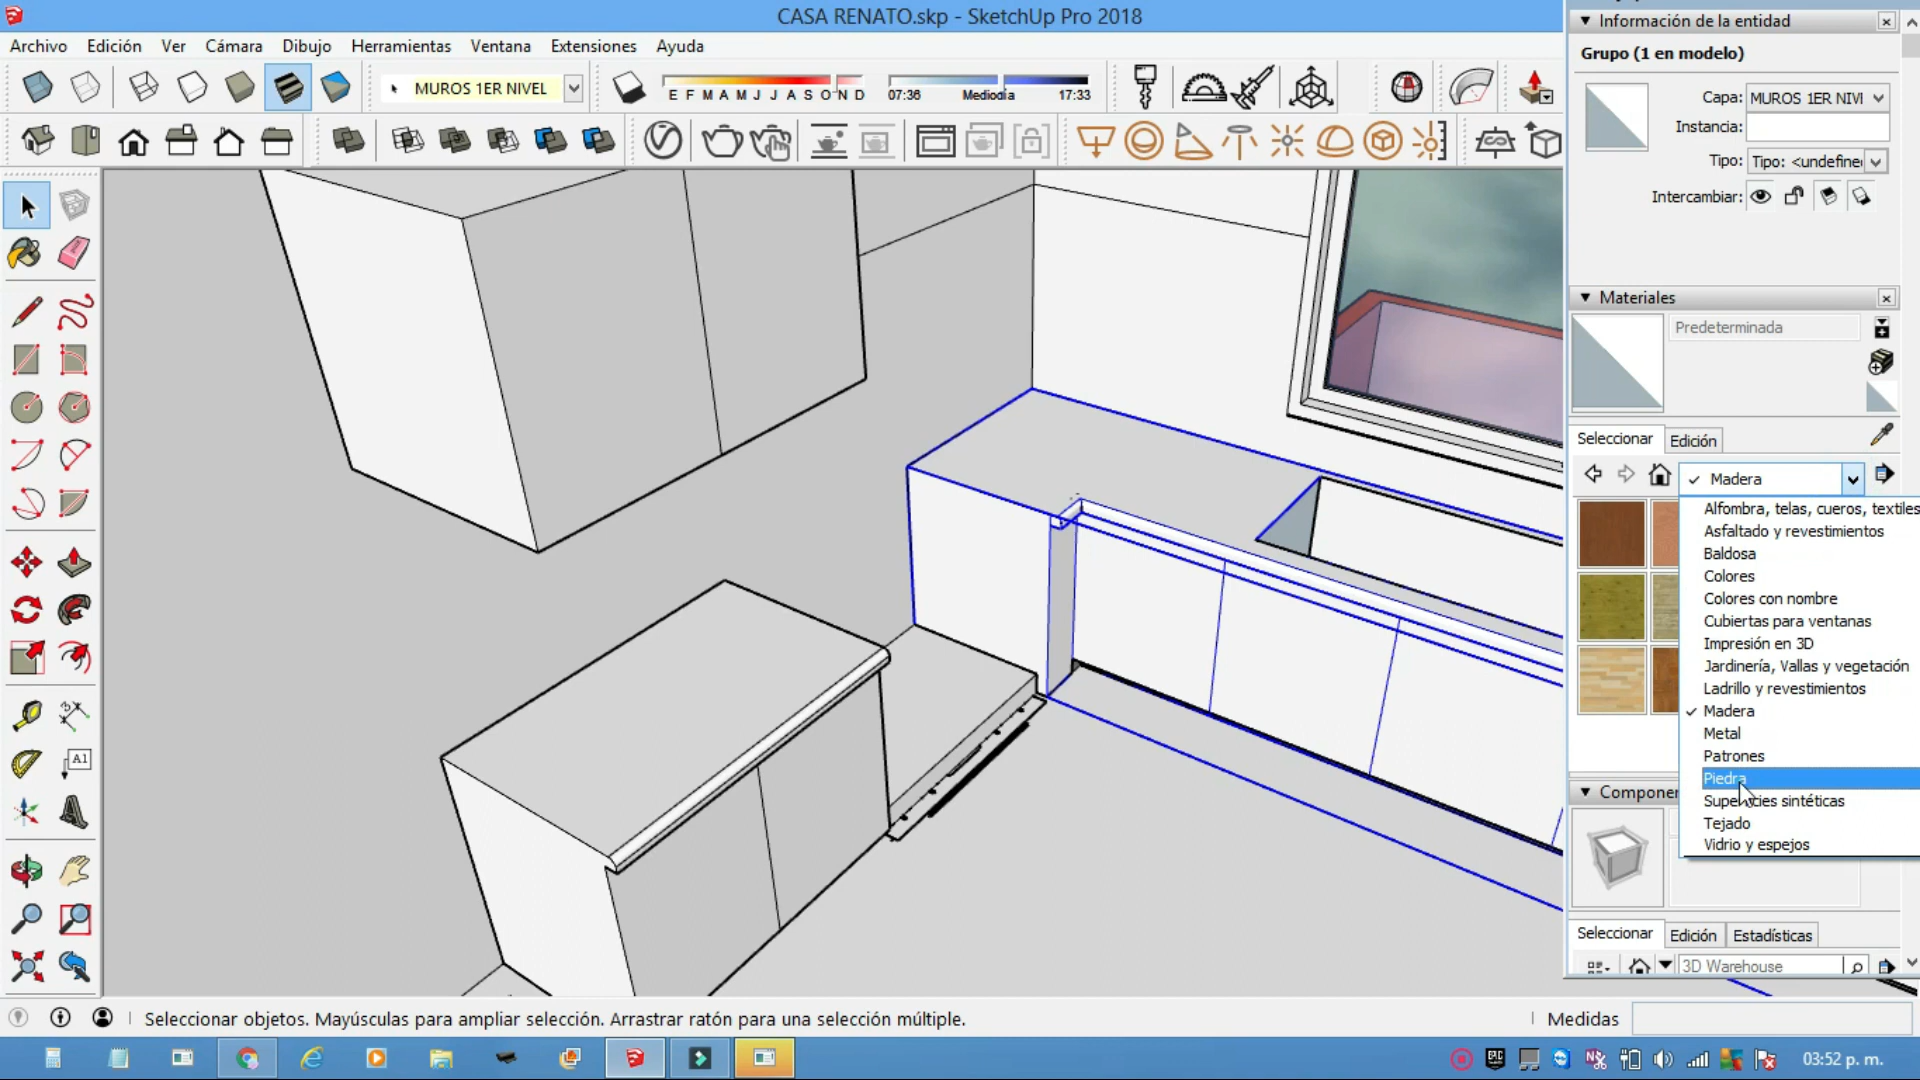 CASA RENATO.skp - SketchUp Pro 2018
Archivo Edición Ver Cámara Dibujo Herramientas Ventana Extensiones Ayuda
MUROS 1ER NIVEL
E F M A M J J A S O N D
07:36 Mediodía 17:33
Información de la entidad
Grupo (1 en modelo)
Capa: MUROS 1ER NIVI
Instancia:
Tipo: Tipo: <undefined
Intercambiar:
Materiales
Predeterminada
Seleccionar Edición
Madera
Alfombra, telas, cueros, textiles
Asfaltado y revestimientos
Baldosa
Colores
Colores con nombre
Cubiertas para ventanas
Impresión en 3D
Jardinería, Vallas y vegetación
Ladrillo y revestimientos
Madera
Metal
Patrones
Piedra
Superficies sintéticas
Tejado
Vidrio y espejos
Componen
Seleccionar Edición Estadísticas
3D Warehouse
A1
Seleccionar objetos. Mayúsculas para ampliar selección. Arrastrar ratón para una selección múltiple.
Medidas
03:52 p. m.